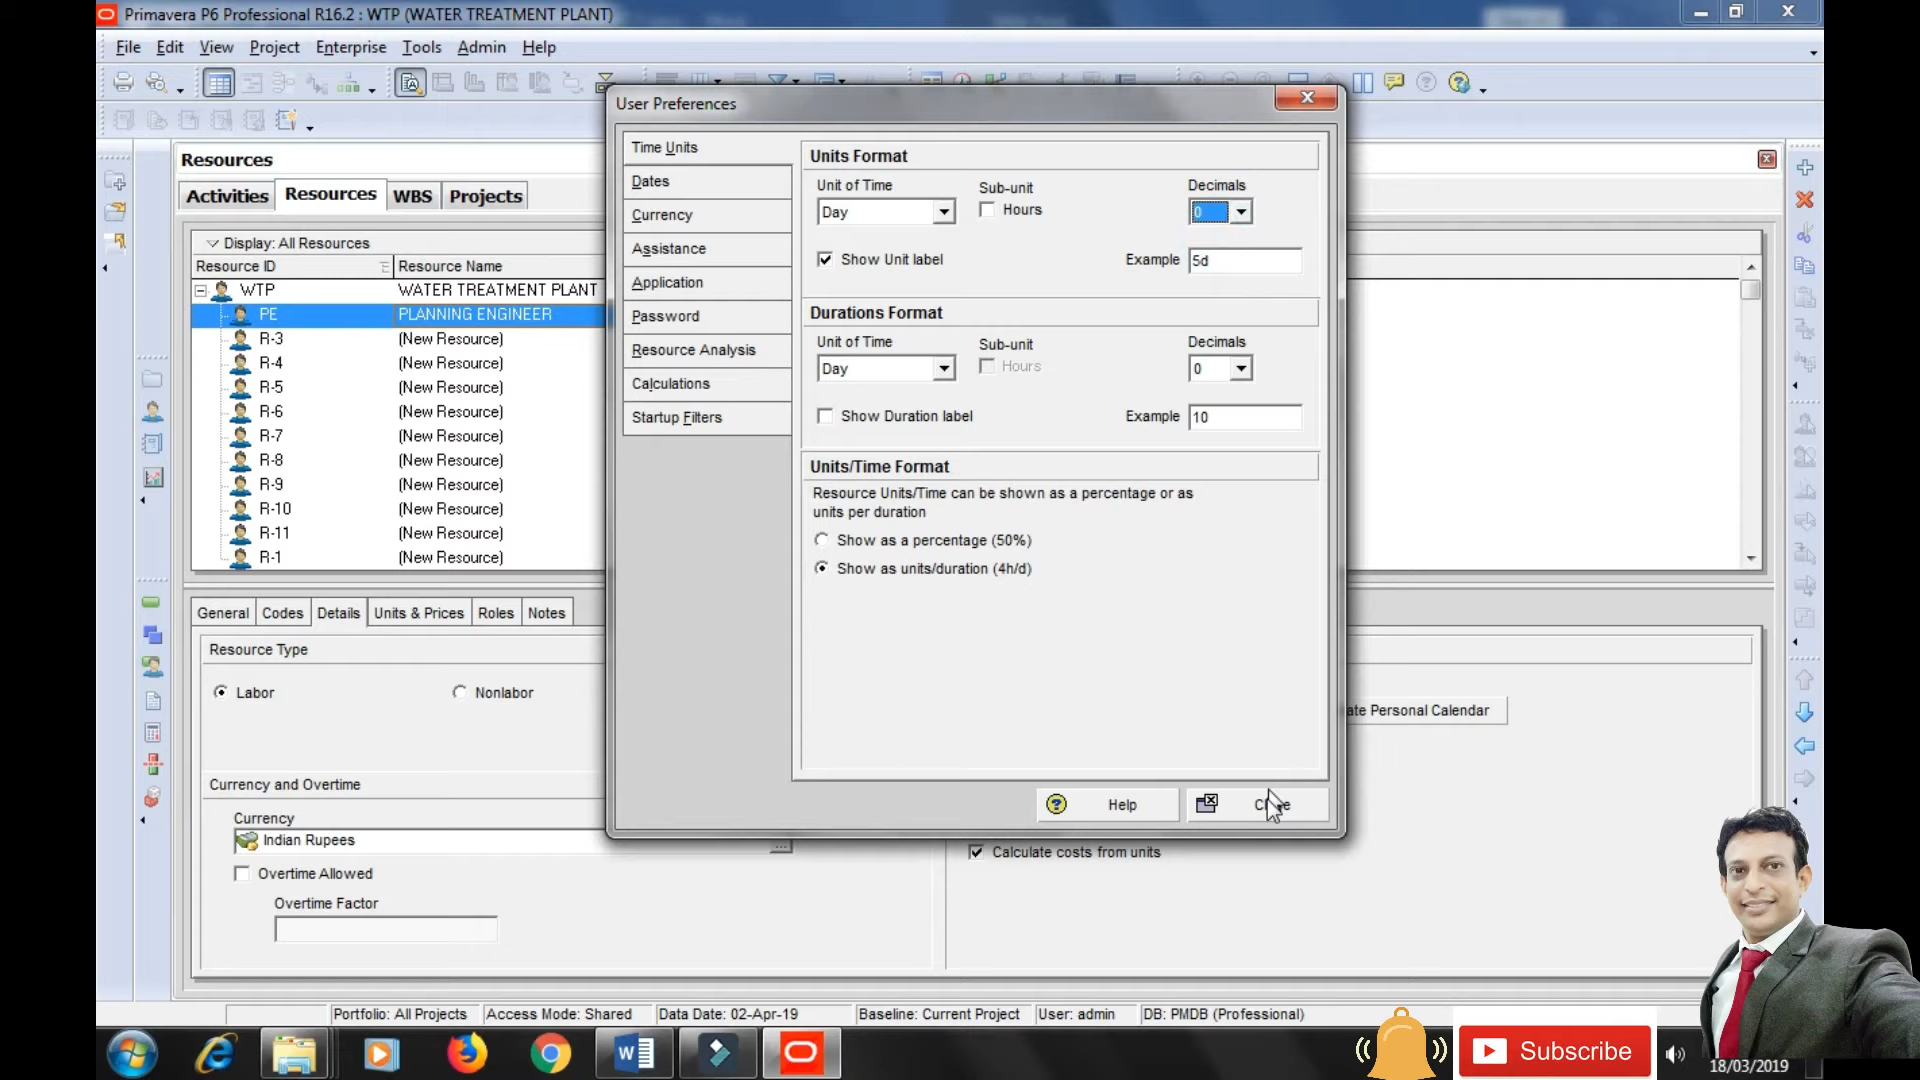 Primavera P6 Professional R16.2 : WTP (WATER TREATMENT PLANT)
File Edit View Project Enterprise Tools Admin Help
User Preferences
Resources
Activities Resources WBS Projects
Display: All Resources
Resource ID Resource Name
WTP WATER TREATMENT PLANT
PE PLANNING ENGINEER
R-3 (New Resource)
R-4 (New Resource)
R-5 (New Resource)
R-6 (New Resource)
R-7 (New Resource)
R-8 (New Resource)
R-9 (New Resource)
R-10 (New Resource)
R-11 (New Resource)
R-1 (New Resource)
Time Units
Dates
Currency
Assistance
Application
Password
Resource Analysis
Calculations
Startup Filters
Units Format
Unit of Time Sub-unit Decimals
Day Hours 0
Show Unit label Example 5d
Durations Format
Unit of Time Sub-unit Decimals
Day Hours 0
Show Duration label Example 10
Units/Time Format
Resource Units/Time can be shown as a percentage or as
units per duration
Show as a percentage (50%)
Show as units/duration (4h/d)
Help
General Codes Details Units & Prices Roles Notes
Resource Type
Labor Nonlabor
ate Personal Calendar
Currency and Overtime
Currency
Indian Rupees
...
Calculate costs from units
Overtime Allowed
Overtime Factor
Portfolio: All Projects Access Mode: Shared Data Date: 02-Apr-19 Baseline: Current Project User: admin DB: PMDB (Professional)
Subscribe
18/03/2019